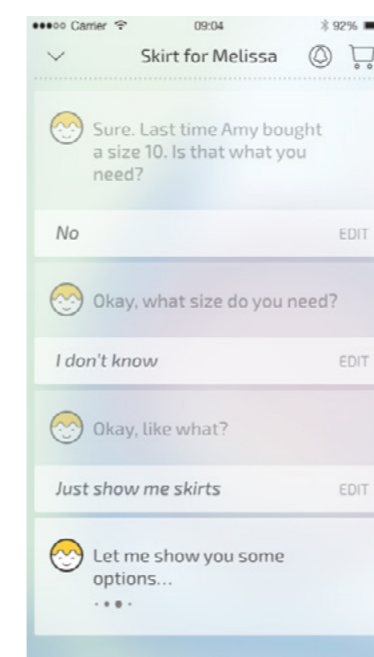 Carrier 09:04 92%
Skirt for Melissa
Sure. Last time Amy bought
a size 10. Is that what you
need?
No EDIT
Okay, what size do you need?
I don't know EDIT
Okay, like what?
Just show me skirts EDIT
Let me show you some
options...